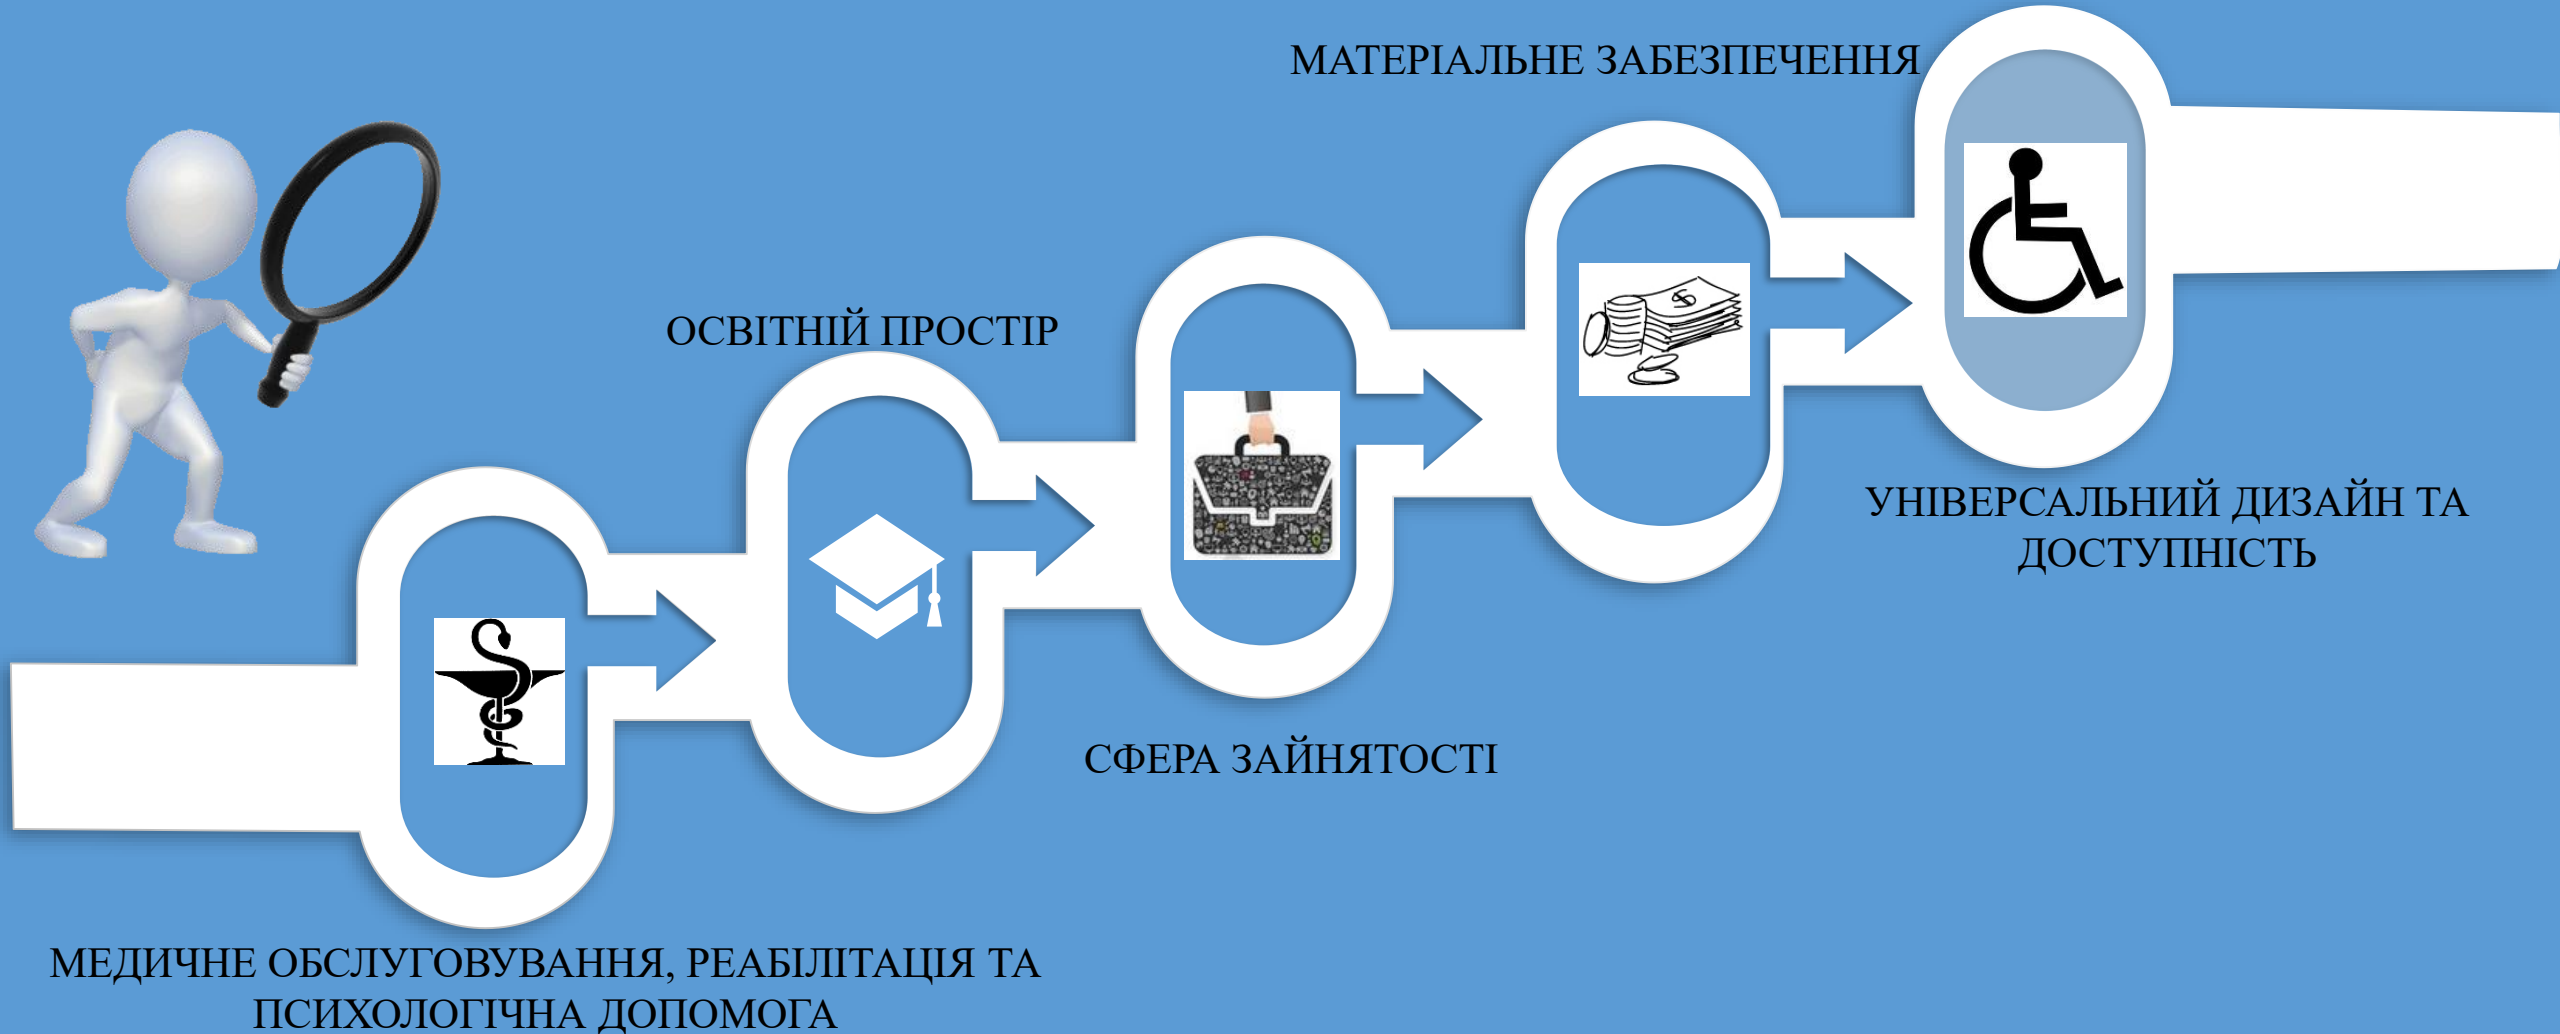 МАТЕРІАЛЬНЕ ЗАБЕЗПЕЧЕННЯ
ОСВІТНІЙ ПРОСТІР
УНІВЕРСАЛЬНИЙ ДИЗАЙН ТА
ДОСТУПНІСТЬ
СФЕРА ЗАЙНЯТОСТІ
МЕДИЧНЕ ОБСЛУГОВУВАННЯ, РЕАБІЛІТАЦІЯ ТА
ПСИХОЛОГІЧНА ДОПОМОГА